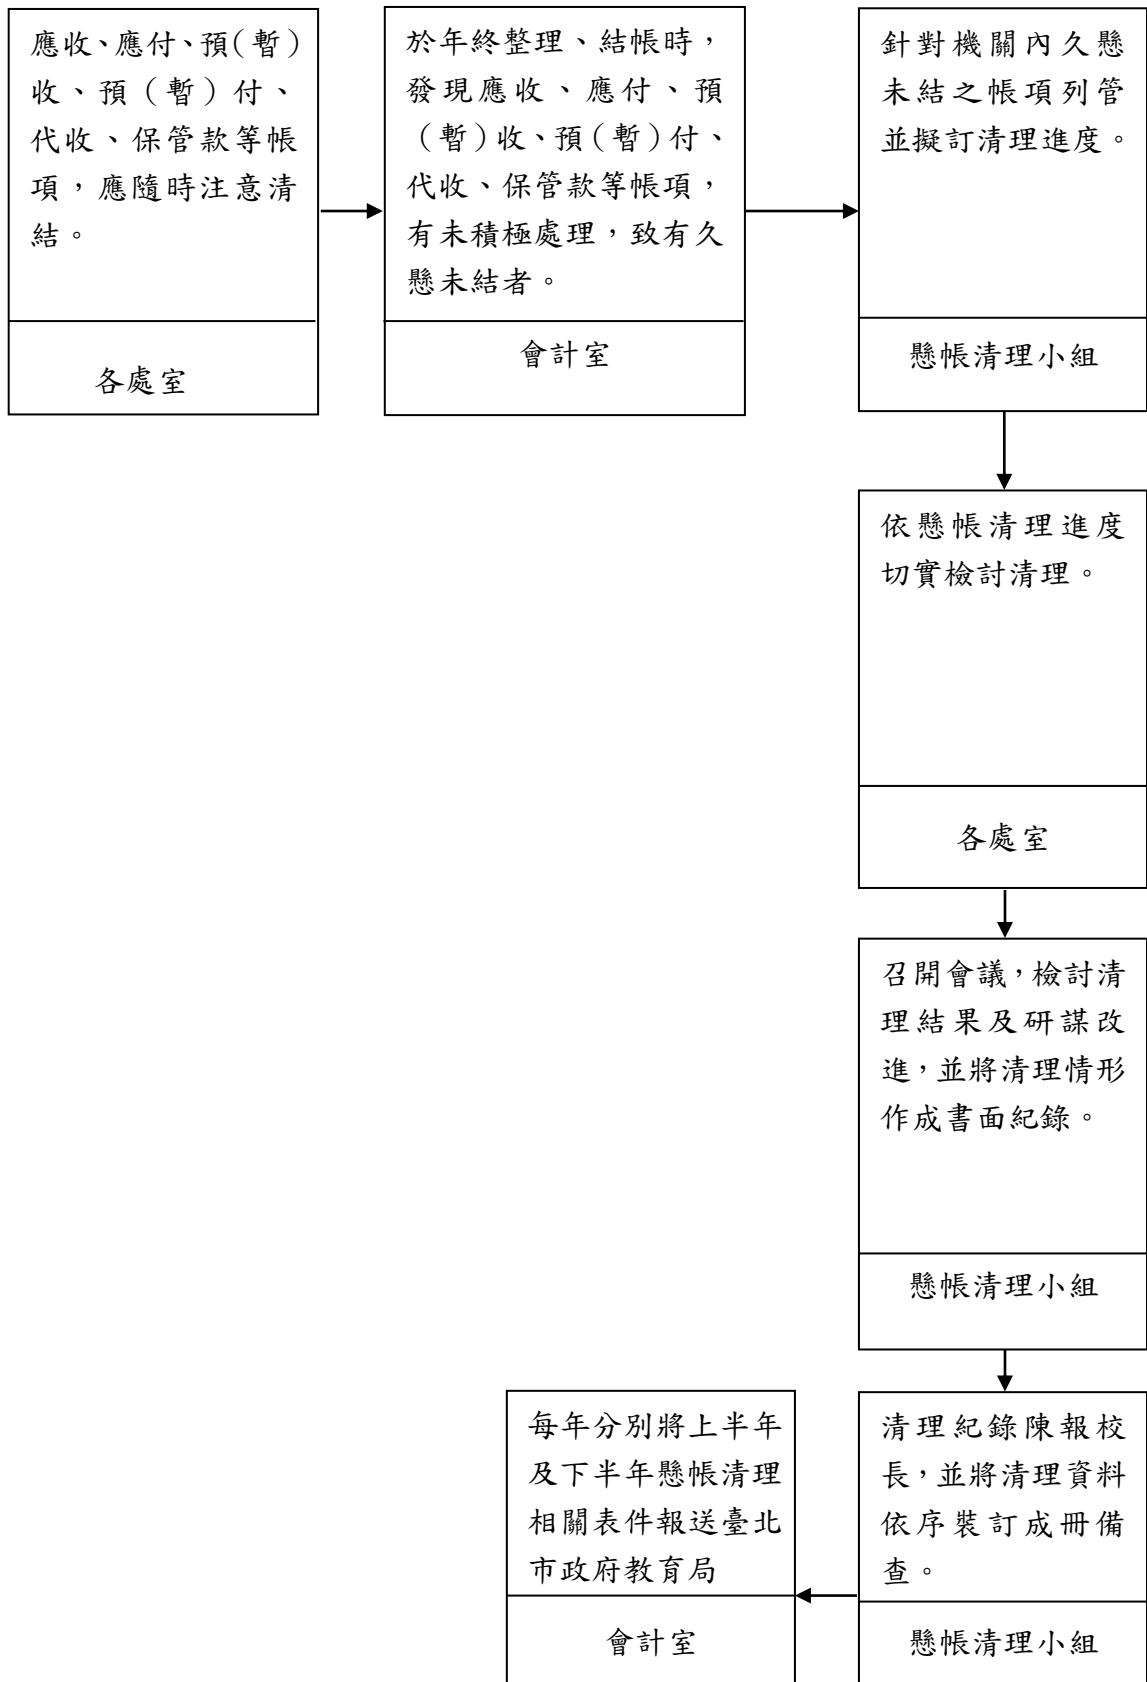 應收、應付、預(暫)
收、預(暫)付、
代收、保管款等帳
項，應隨時注意清
結。
各處室
於年終整理、結帳時，
發現應收、應付、預
(暫)收、預(暫)付、
代收、保管款等帳項，
有未積極處理，致有久
懸未結者。
會計室
針對機關內久懸
未結之帳項列管
並擬訂清理進度。
懸帳清理小組
依懸帳清理進度
切實檢討清理。
各處室
召開會議，檢討清
理結果及研謀改
進，並將清理情形
作成書面紀錄。
懸帳清理小組
清理紀錄陳報校
長，並將清理資料
依序裝訂成冊備
查。
懸帳清理小組
每年分別將上半年
及下半年懸帳清理
相關表件報送臺北
市政府教育局
會計室